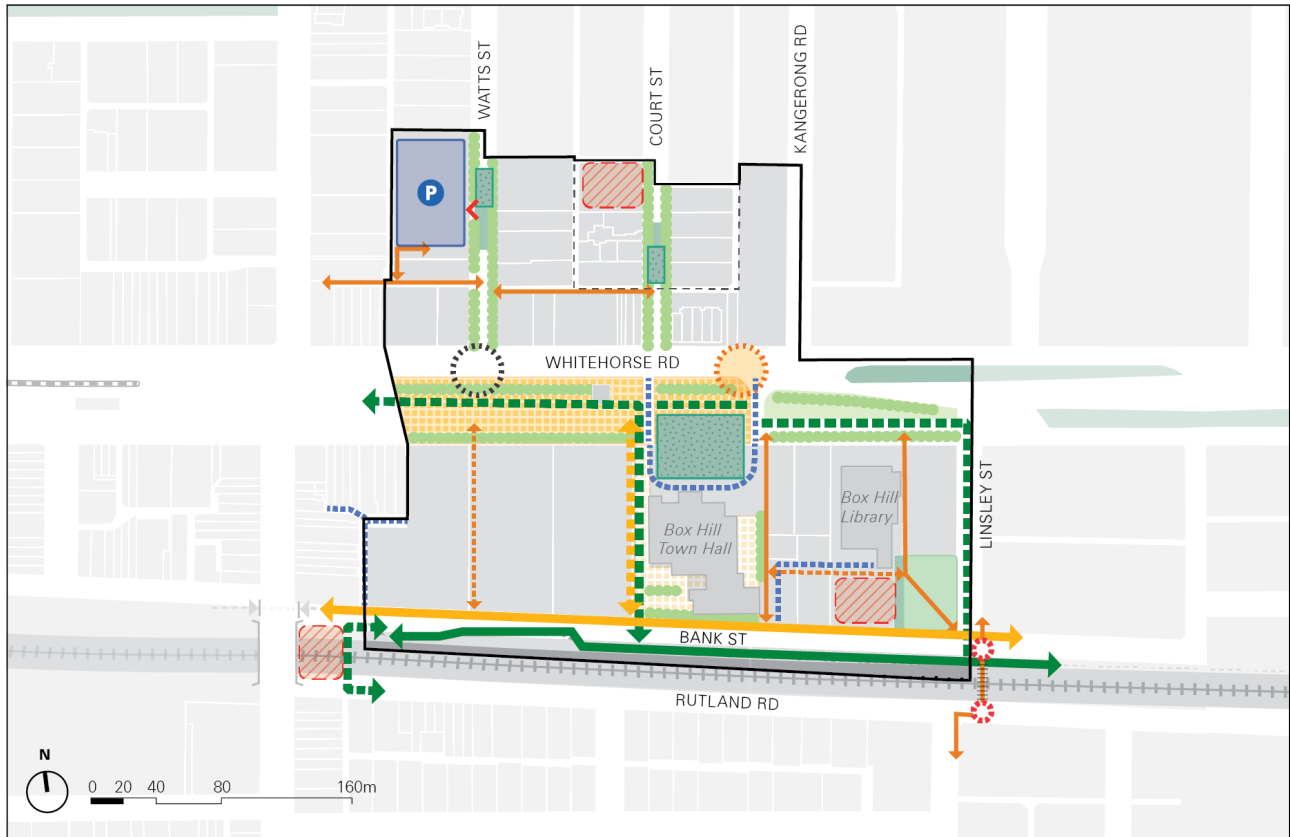 WATTS ST
COURT ST
KANGERONG RD
P
WHITEHORSE RD
Box Hill
Library
LINSLEY ST
Box Hill
Town Hall
BANK ST
RUTLAND RD
N
0 20 40 80 160m